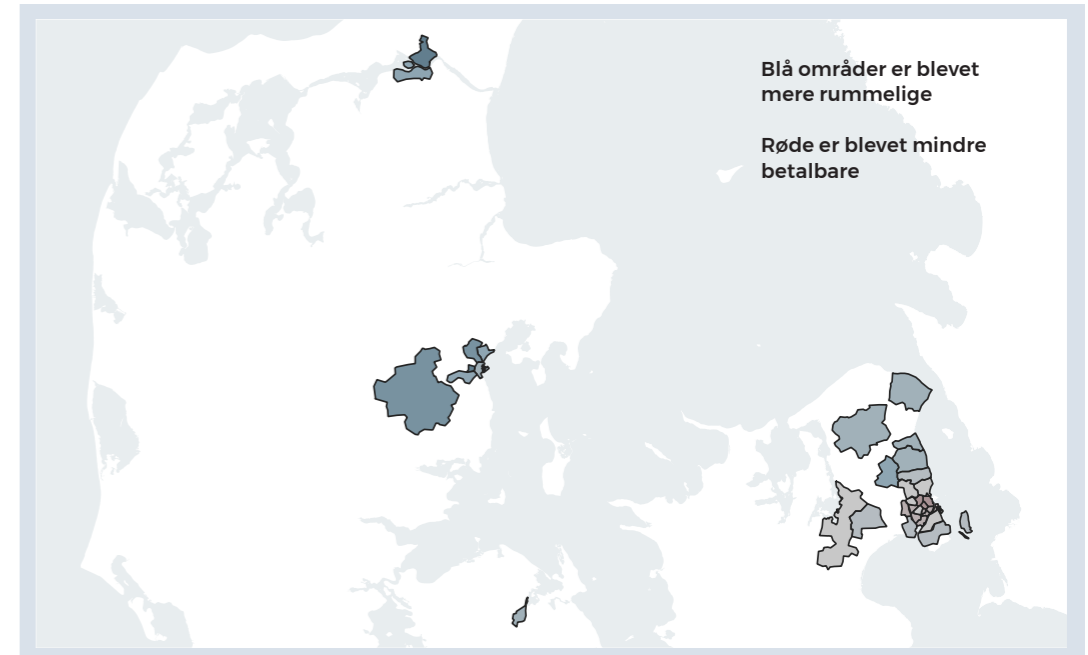 Blå områder er blevet
mere rummelige
Røde er blevet mindre
betalbare